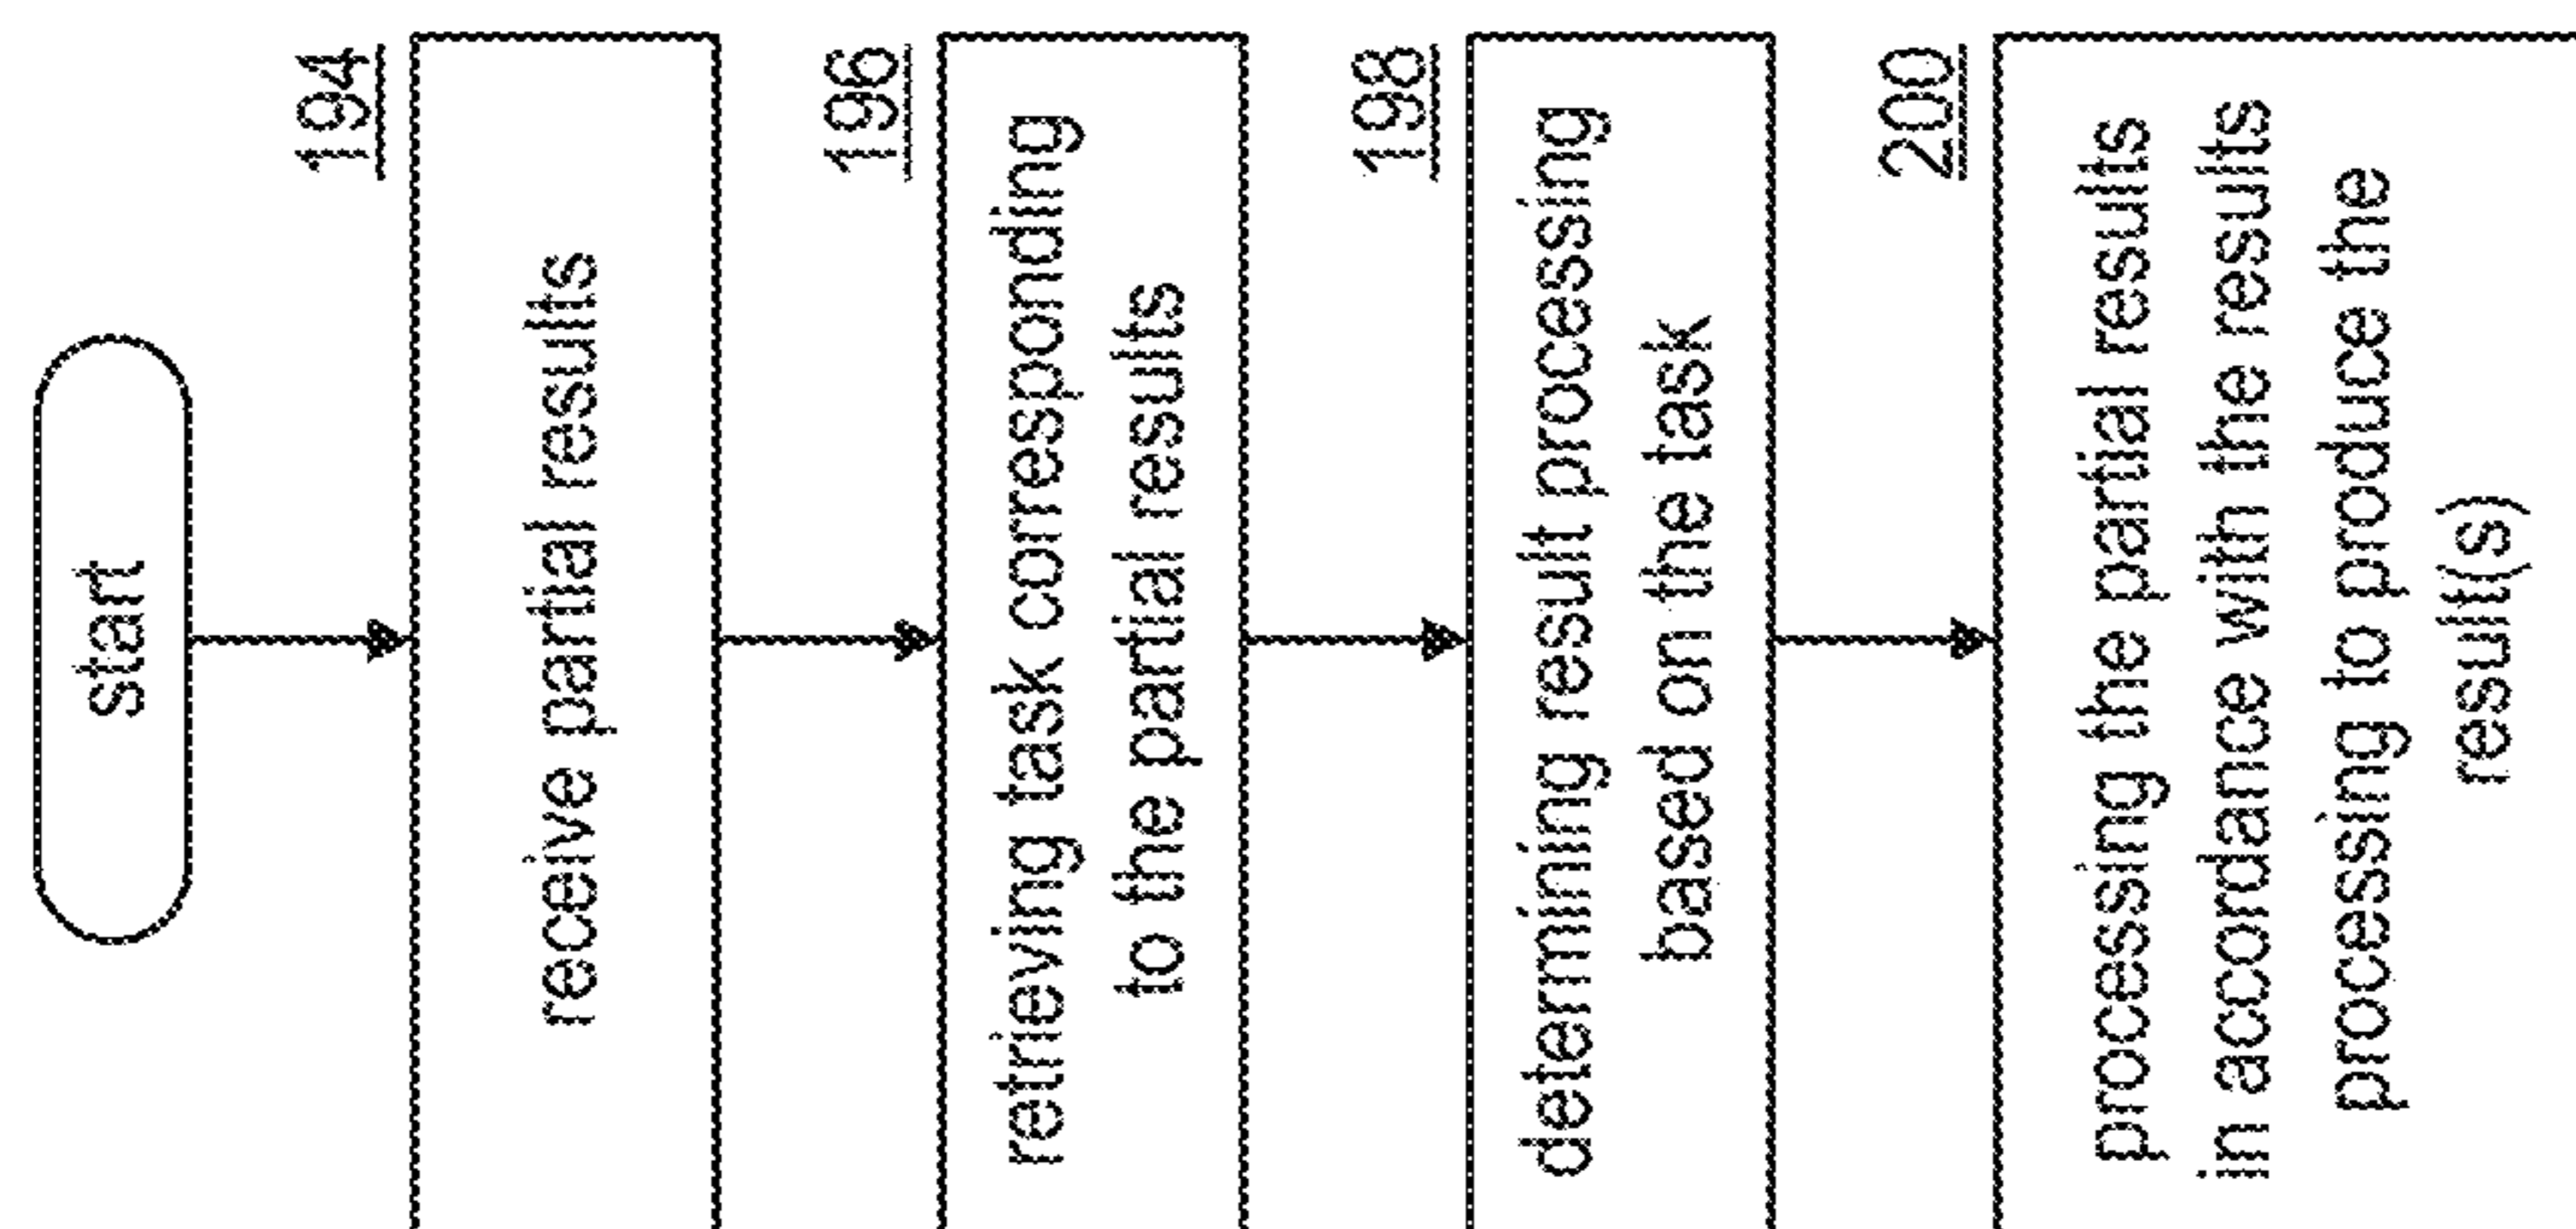 start
194
receive partial results
196
retrieving task corresponding
to the partial results
198
determining result processing
based on the task
200
processing the partial results
in accordance with the results
processing to produce the
result(s)